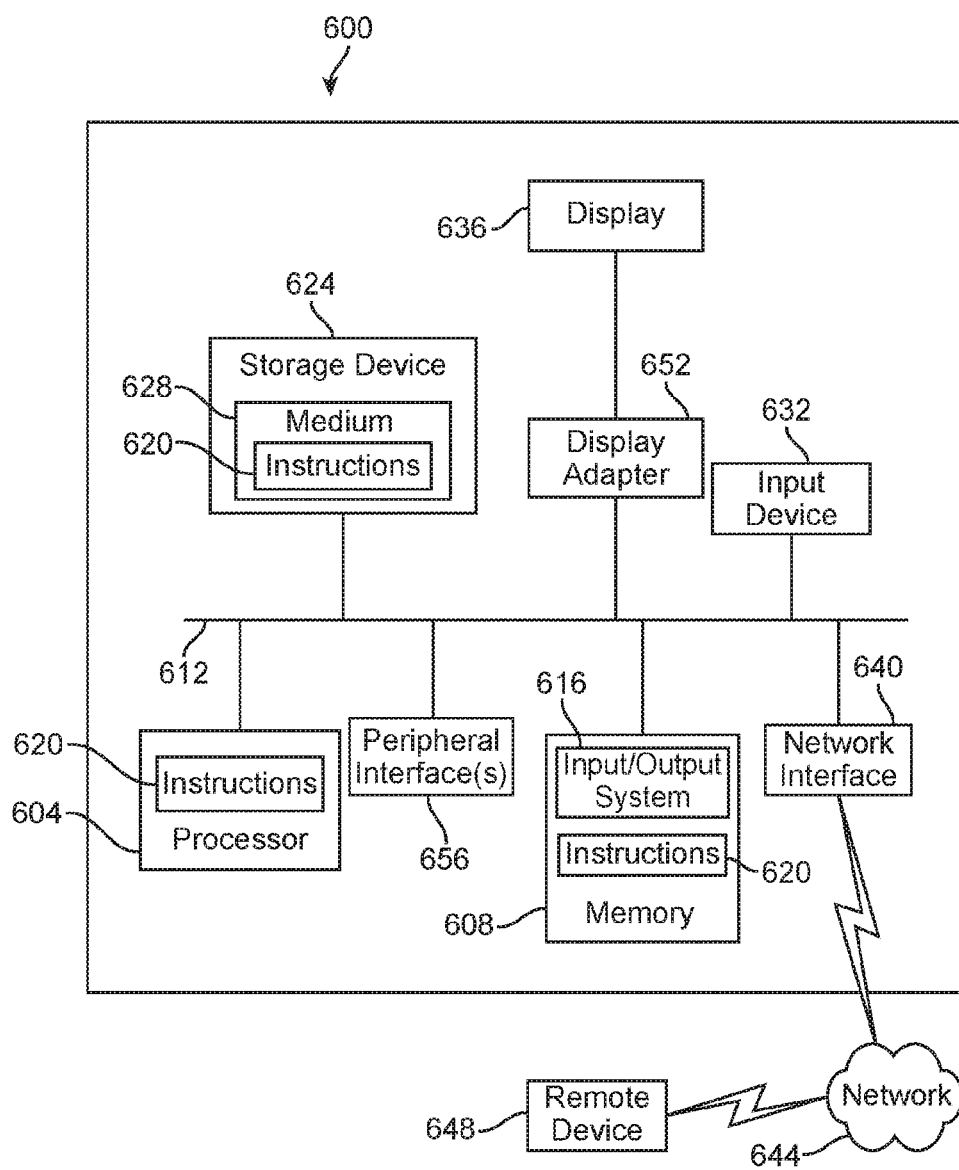 600
636
Display
624
Storage Device
628
Medium
620
Instructions
652
Display
Adapter
632
Input
Device
612
620
Instructions
604
Processor
Peripheral
Interface(s)
656
616
Input/Output
System
Instructions
620
608
Memory
640
Network
Interface
648
Remote
Device
Network
644